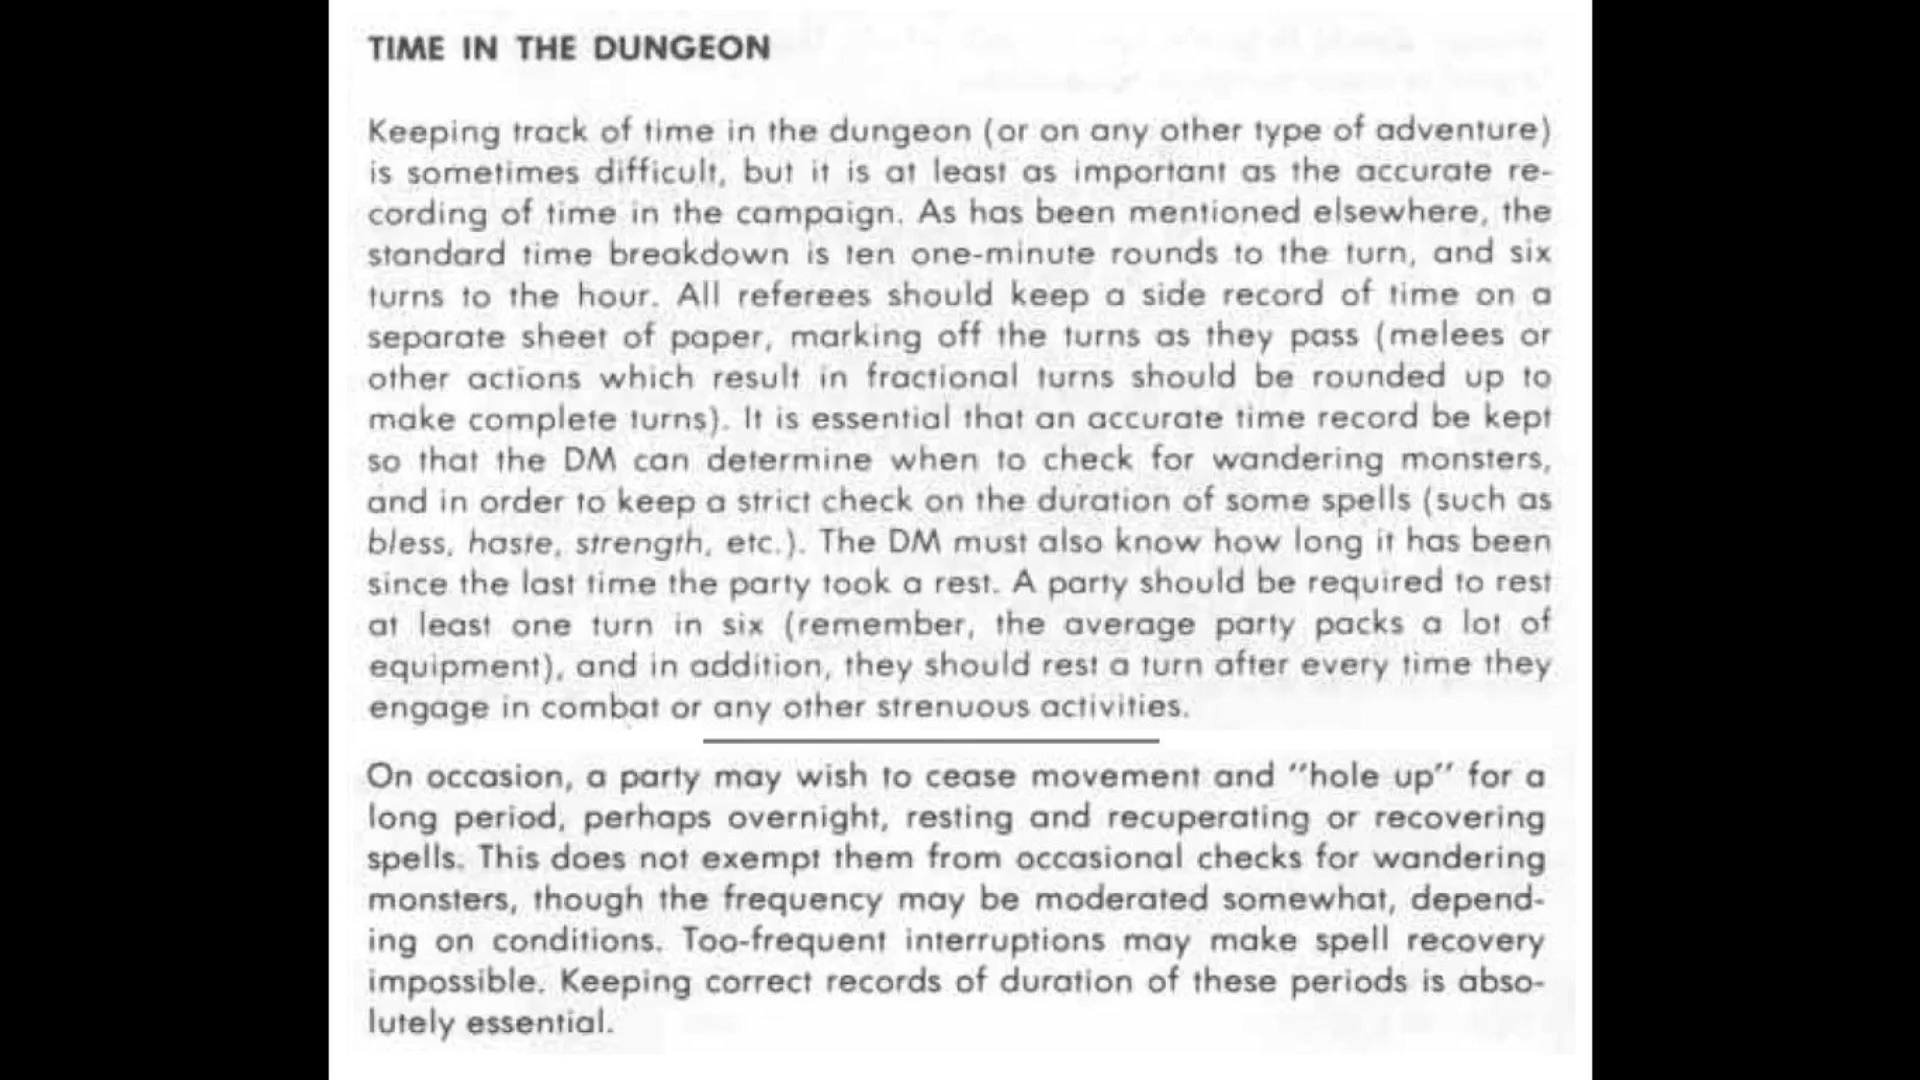 TIME IN THE DUNGEON
Keeping track of time in the dungeon (or on any other type of adventure)
is sometimes difficult, but it is at least as important as the accurate re-
cording of time in the campaign. As has been mentioned elsewhere, the
standard time breakdown is ten one-minute rounds to the turn, and six
turns to the hour. All referees should keep a side record of time on a
separate sheet of paper, marking off the turns as they pass (melees or
other actions which result in fractional turns should be rounded up to
make complete turns). It is essential that an accurate time record be kept
so that the DM can determine when to check for wandering monsters,
and in order to keep a strict check on the duration of some spells (such as
bless, haste, strength, etc.). The DM must also know how long it has been
since the last time the party took a rest. A party should be required to rest
at least one turn in six (remember, the average party packs a lot of
equipment), and in addition, they should rest a turn after every time they
engage in combat or any other strenuous activities.
On occasion, a party may wish to cease movement and "hole up" for a
long period, perhaps overnight, resting and recuperating or recovering
spells. This does not exempt them from occasional checks for wandering
monsters, though the frequency may be moderated somewhat, depend-
ing on conditions. Too-frequent interruptions may make spell recovery
impossible. Keeping correct records of duration of these periods is abso-
lutely essential.